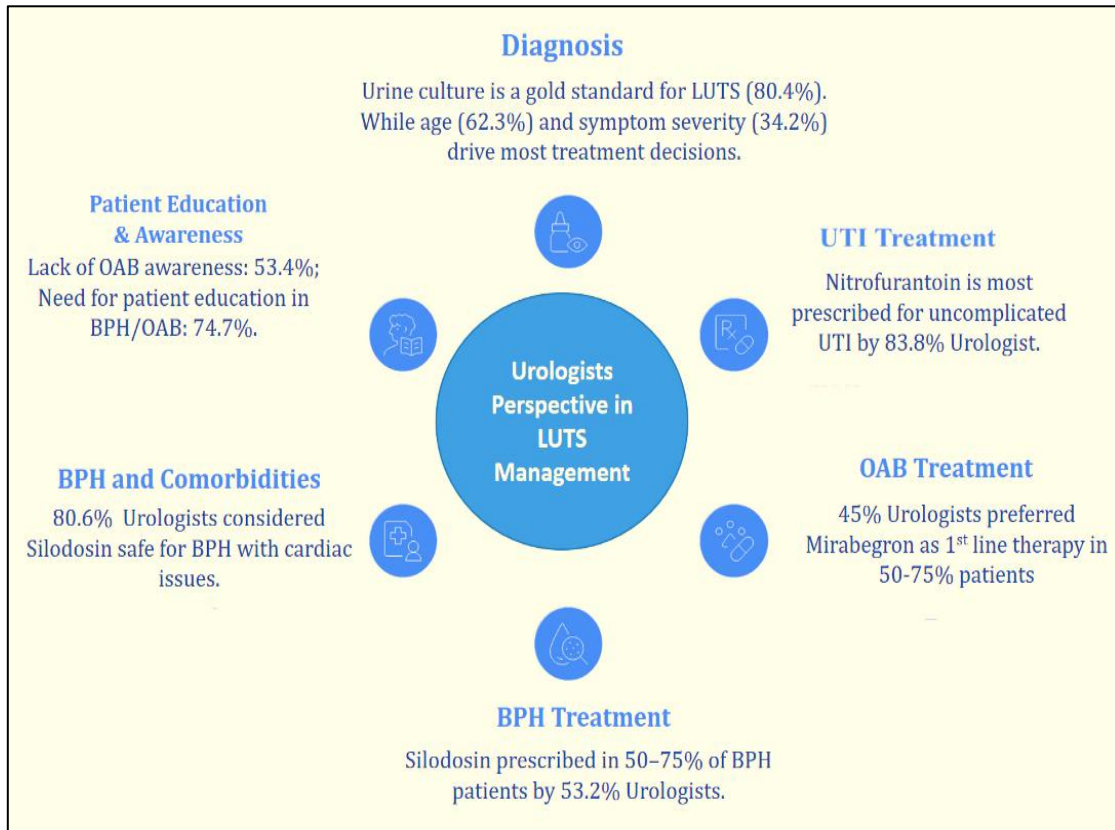 Diagnosis
Urine culture is a gold standard for LUTS (80.4%).
While age (62.3%) and symptom severity (34.2%)
drive most treatment decisions.
Patient Education
& Awareness
Lack of OAB awareness: 53.4%;
Need for patient education in
BPH/OAB: 74.7%.
UTI Treatment
Nitrofurantoin is most
prescribed for uncomplicated
UTI by 83.8% Urologist.
Rx
Urologists
Perspective in
LUTS
Management
BPH and Comorbidities
80.6% Urologists considered
Silodosin safe for BPH with cardiac
issues.
OAB Treatment
45% Urologists preferred
Mirabegron as 1st line therapy in
50-75% patients
BPH Treatment
Silodosin prescribed in 50–75% of BPH
patients by 53.2% Urologists.